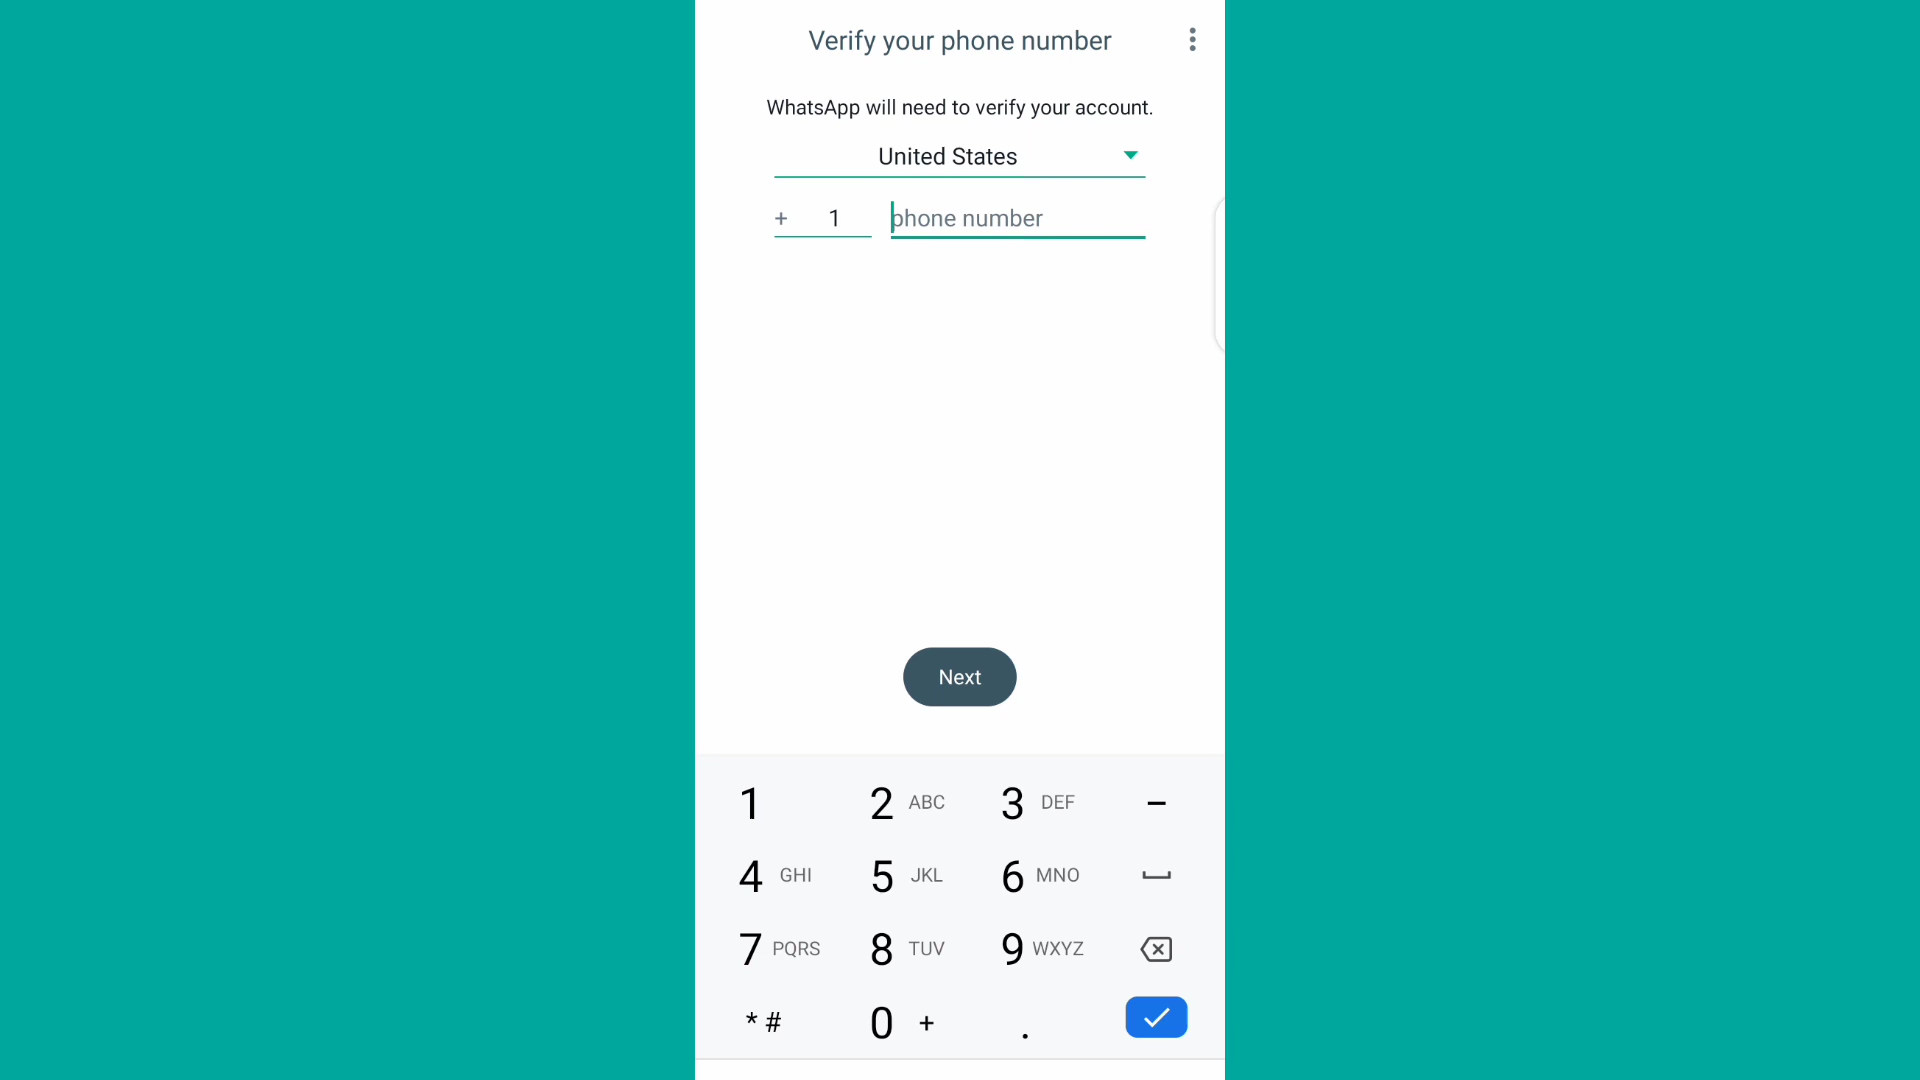 Verify your phone number
WhatsApp will need to verify your account.
United States
+ 1 phone number
Next
1 2 ABC 3 DEF -
4 GHI 5 JKL 6 MNO
7 PQRS 8 TUV 9 WXYZ
* # 0 + .